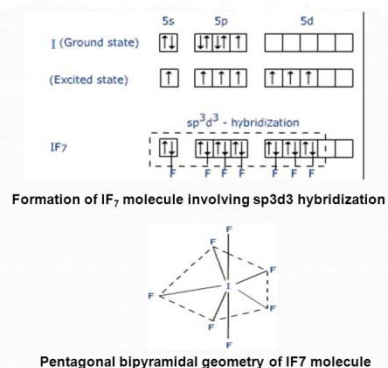 5s 5p 5d
I (Ground state)
(Excited state)
sp³d³ - hybridization
IF₇
F F F F F F F
Formation of IF₇ molecule involving sp3d3 hybridization
F
F
F
I
F
F
F
F
Pentagonal bipyramidal geometry of IF7 molecule